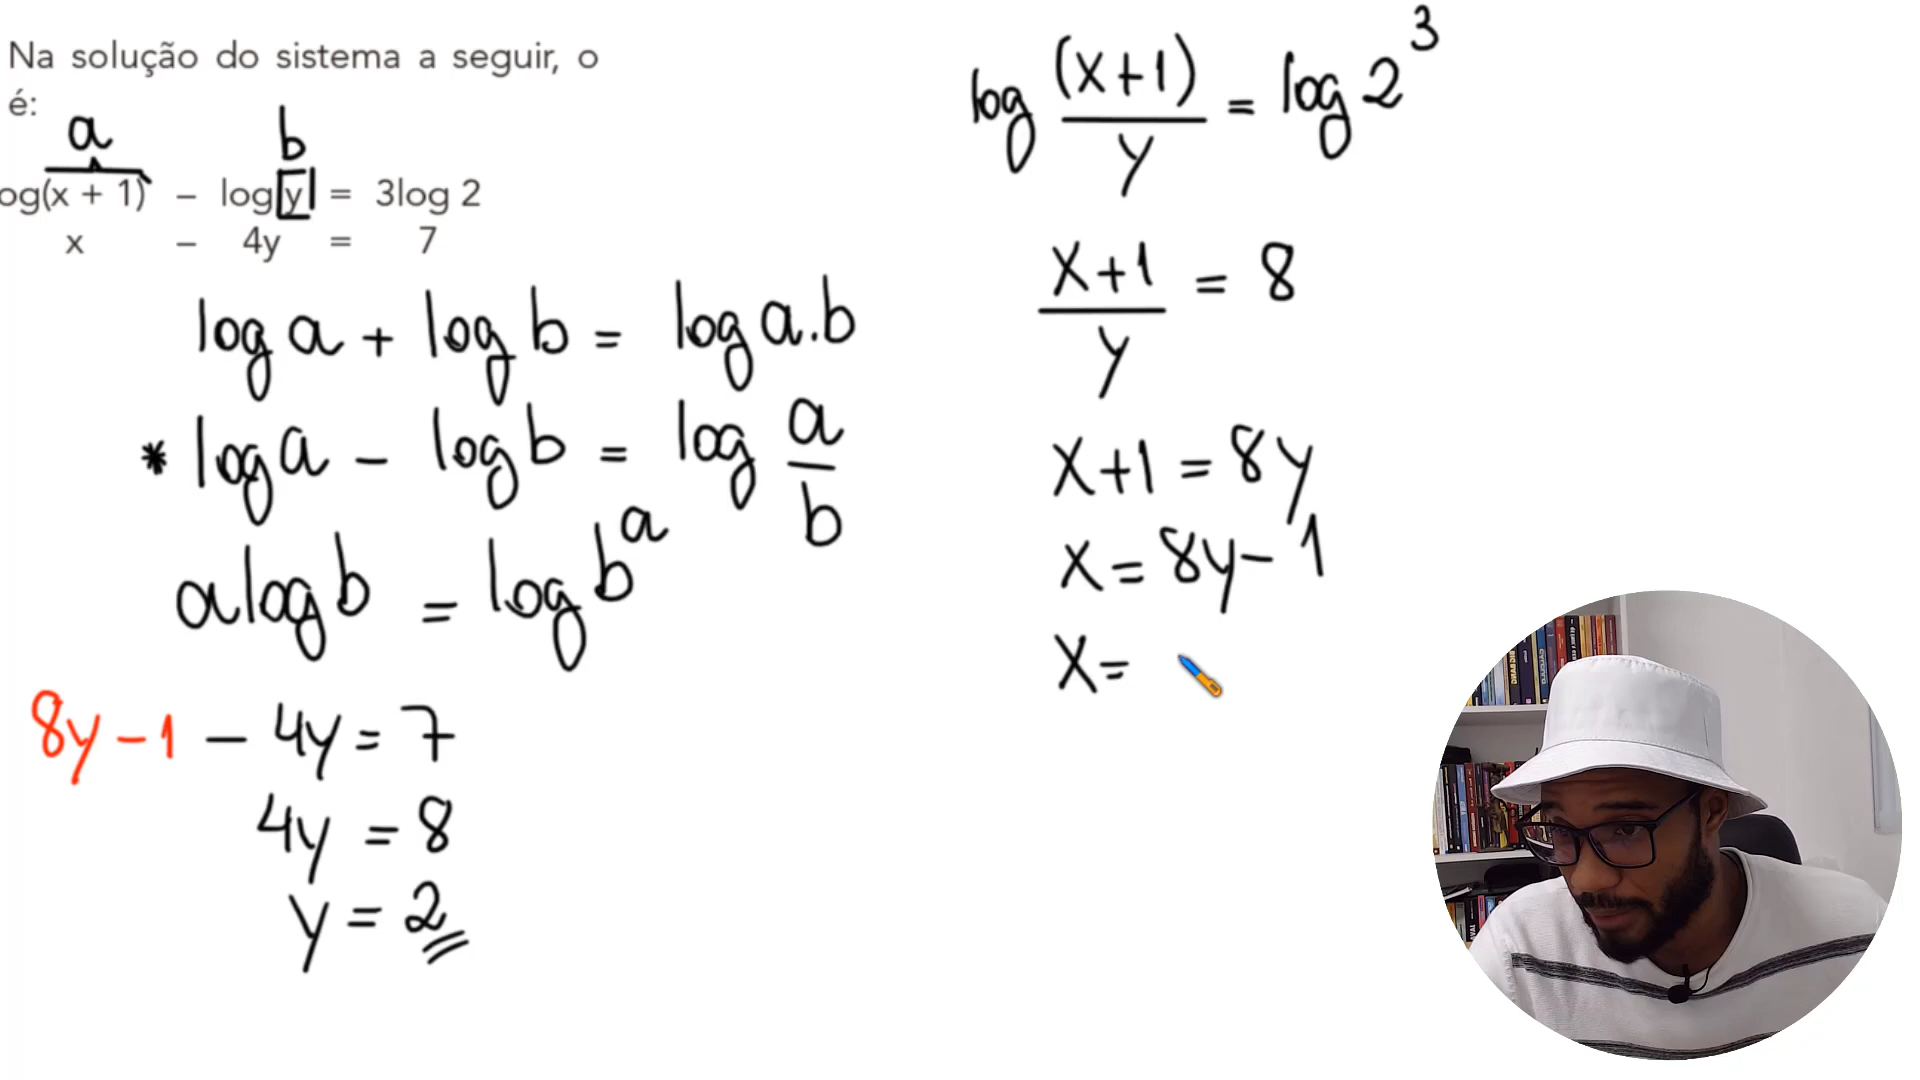 Na solução do sistema a seguir, o
é:
a b
og(x + 1) – log y = 3log 2
x – 4y = 7
log a + log b = log a.b
* log a - log b = log a/b
a log b = log b^a
8y - 1 - 4y = 7
4y = 8
y = 2
log (x+1)/y = log 2^3
x+1/y = 8
x+1 = 8y
x = 8y - 1
x =